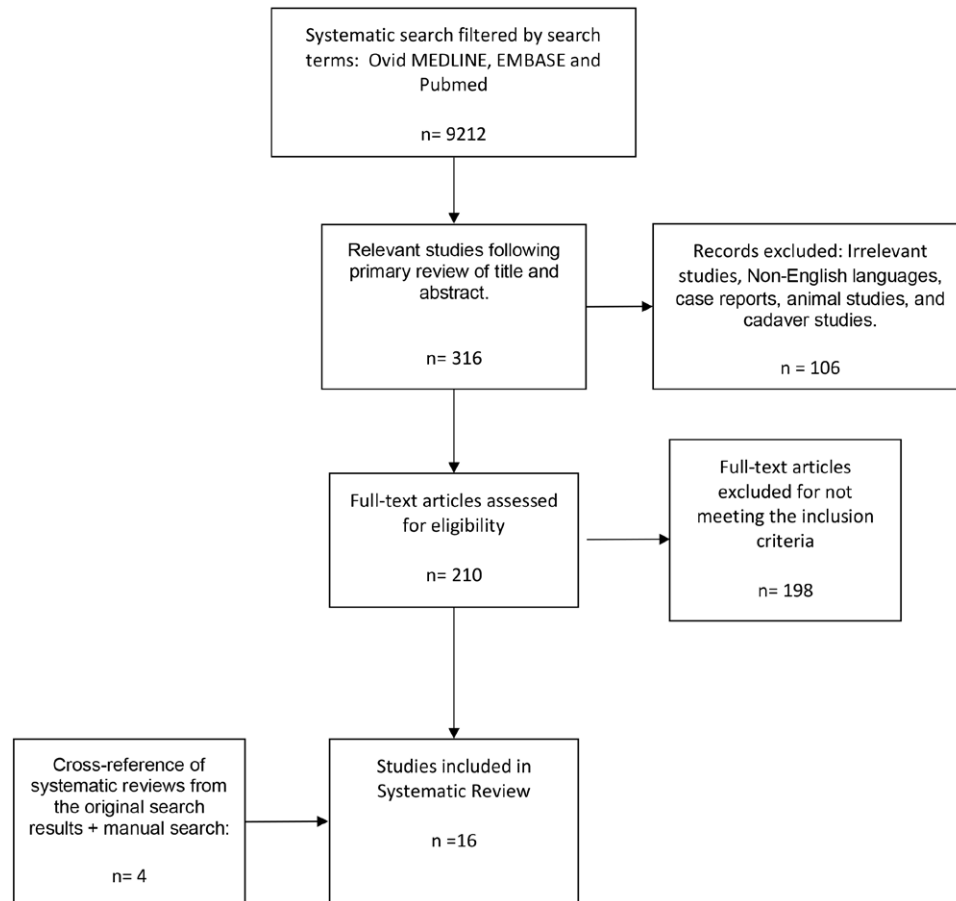 Systematic search filtered by search
terms:  Ovid MEDLINE, EMBASE and
Pubmed
n= 9212
Relevant studies following
primary review of title and
abstract.
n= 316
Records excluded: Irrelevant
studies, Non-English languages,
case reports, animal studies, and
cadaver studies.
n = 106
Full-text articles assessed
for eligibility
n= 210
Full-text articles
excluded for not
meeting the inclusion
criteria
n= 198
Cross-reference of
systematic reviews from
the original search
results + manual search:
n= 4
Studies included in
Systematic Review
n =16